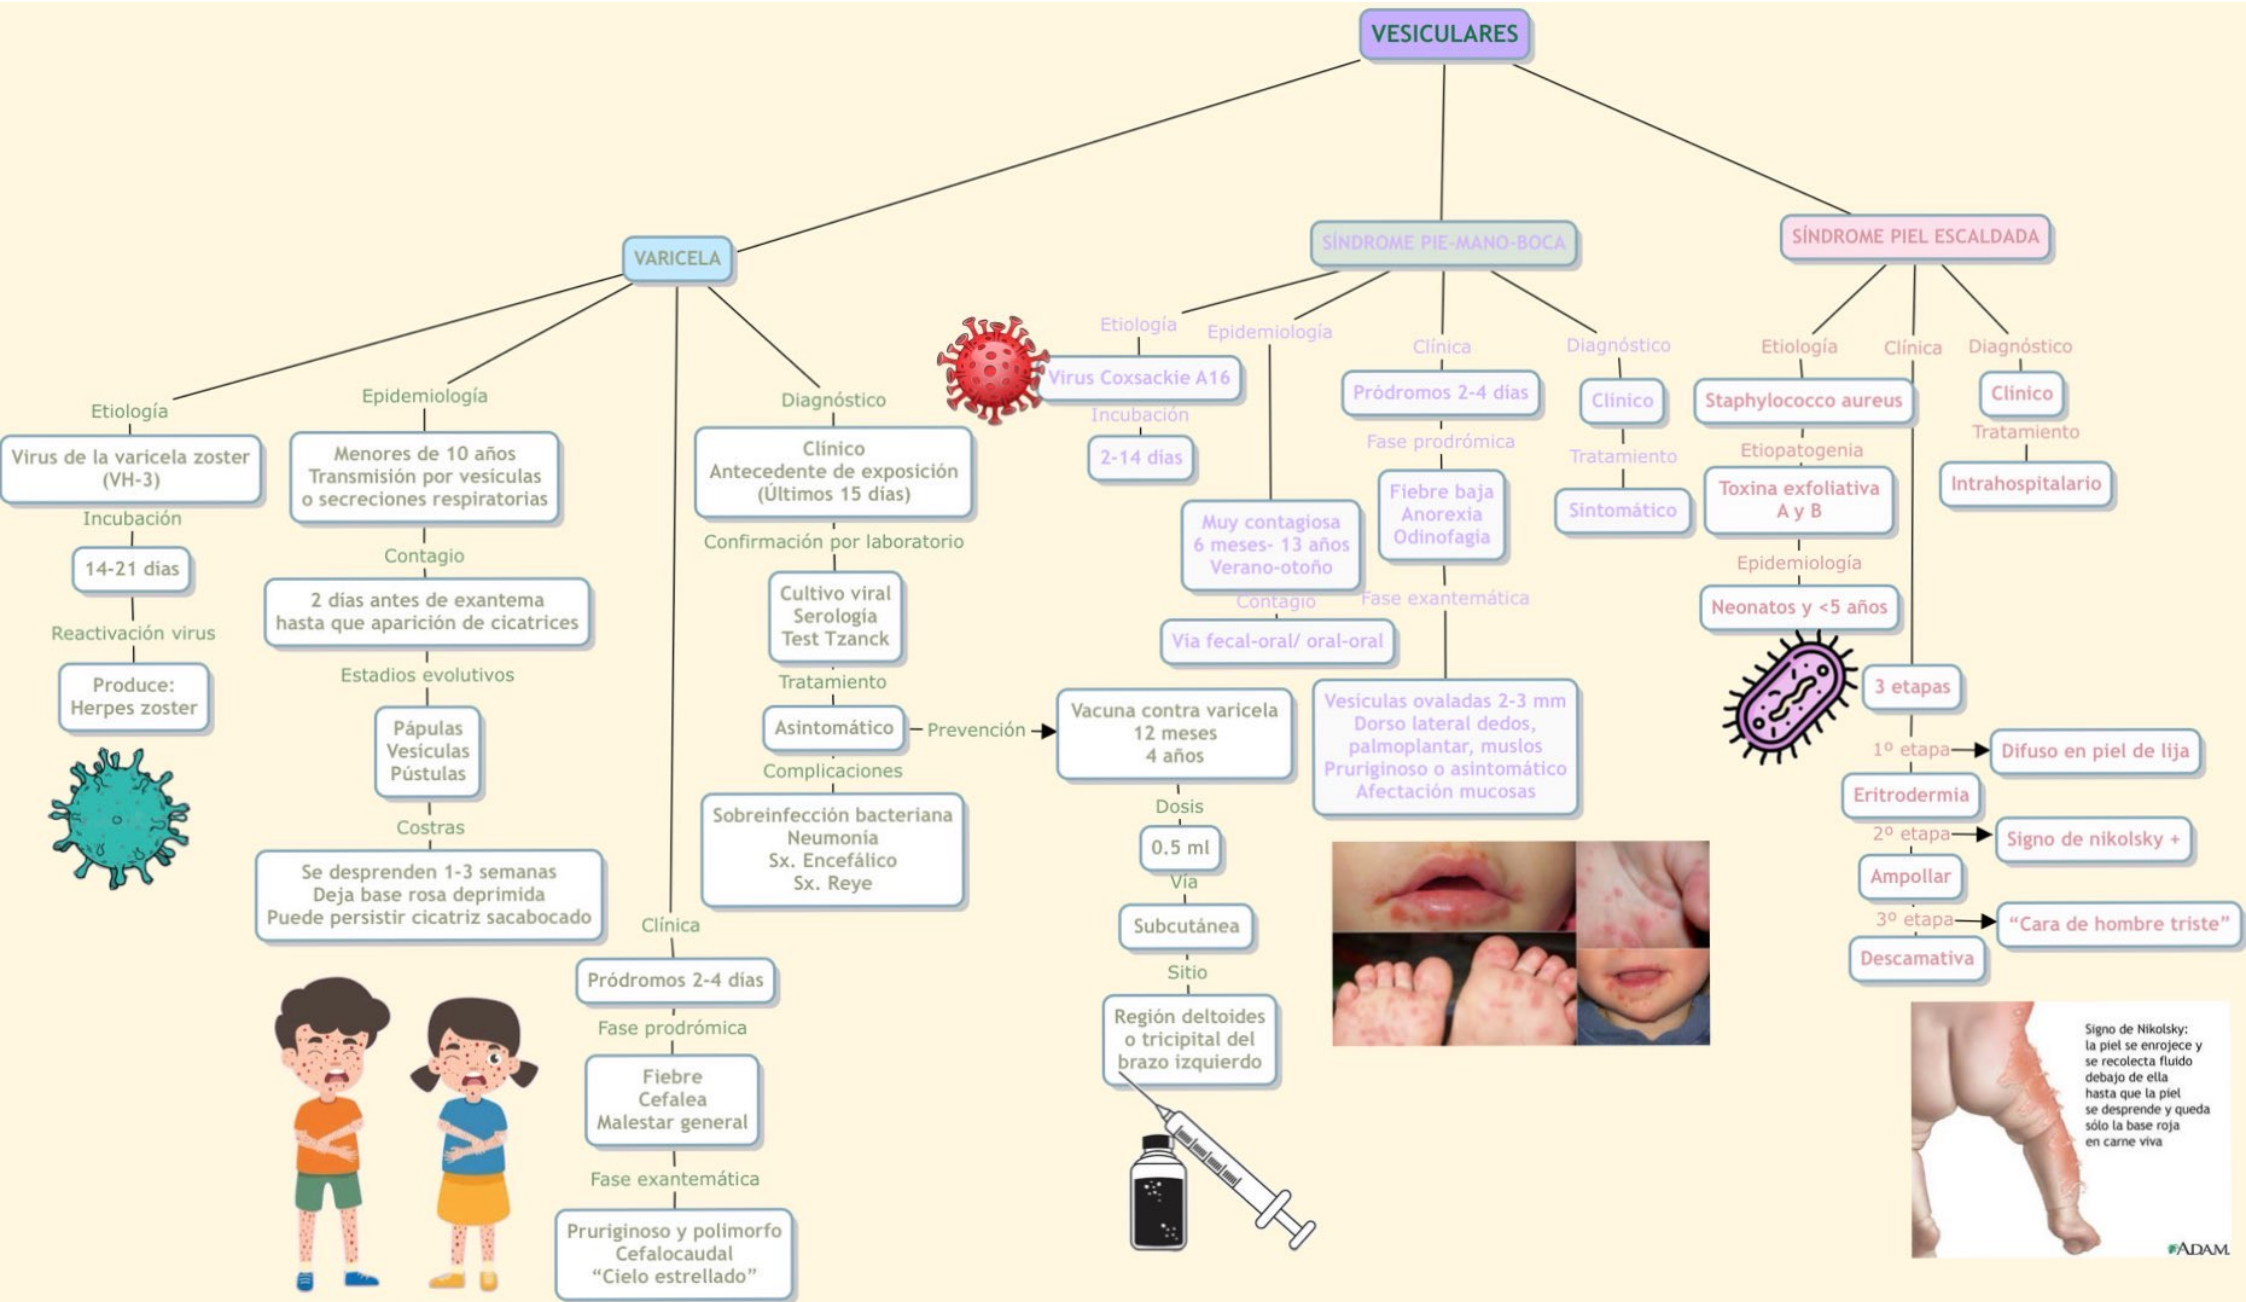 VESICULARES
VARICELA
Etiología
Virus de la varicela zoster
(VH-3)
Incubación
14-21 días
Reactivación virus
Produce:
Herpes zoster
Epidemiología
Menores de 10 años
Transmisión por vesículas
o secreciones respiratorias
Contagio
2 días antes de exantema
hasta que aparición de cicatrices
Estadios evolutivos
Pápulas
Vesículas
Pústulas
Costras
Se desprenden 1-3 semanas
Deja base rosa deprimida
Puede persistir cicatriz sacabocado
Clínica
Pródromos 2-4 días
Fase prodrómica
Fiebre
Cefalea
Malestar general
Fase exantemática
Pruriginoso y polimorfo
Cefalocaudal
“Cielo estrellado”
Diagnóstico
Clínico
Antecedente de exposición
(Últimos 15 días)
Confirmación por laboratorio
Cultivo viral
Serología
Test Tzanck
Tratamiento
Asintomático
Prevención
Complicaciones
Sobreinfección bacteriana
Neumonía
Sx. Encefálico
Sx. Reye
Vacuna contra varicela
12 meses
4 años
Dosis
0.5 ml
Vía
Subcutánea
Sitio
Región deltoides
o tricipital del
brazo izquierdo
SÍNDROME PIE-MANO-BOCA
Etiología
Virus Coxsackie A16
Incubación
2-14 días
Epidemiología
Muy contagiosa
6 meses- 13 años
Verano-otoño
Contagio
Vía fecal-oral/ oral-oral
Clínica
Pródromos 2-4 días
Fase prodrómica
Fiebre baja
Anorexia
Odinofagia
Fase exantemática
Vesículas ovaladas 2-3 mm
Dorso lateral dedos,
palmoplantar, muslos
Pruriginoso o asintomático
Afectación mucosas
Diagnóstico
Clínico
Tratamiento
Sintomático
SÍNDROME PIEL ESCALDADA
Etiología
Staphylococco aureus
Etiopatogenia
Toxina exfoliativa
A y B
Epidemiología
Neonatos y <5 años
Clínica
3 etapas
1º etapa
Difuso en piel de lija
Eritrodermia
2º etapa
Signo de nikolsky +
Ampollar
3º etapa
“Cara de hombre triste”
Descamativa
Diagnóstico
Clínico
Tratamiento
Intrahospitalario
Signo de Nikolsky:
la piel se enrojece y
se recolecta fluido
debajo de ella
hasta que la piel
se desprende y queda
sólo la base roja
en carne viva
ADAM.